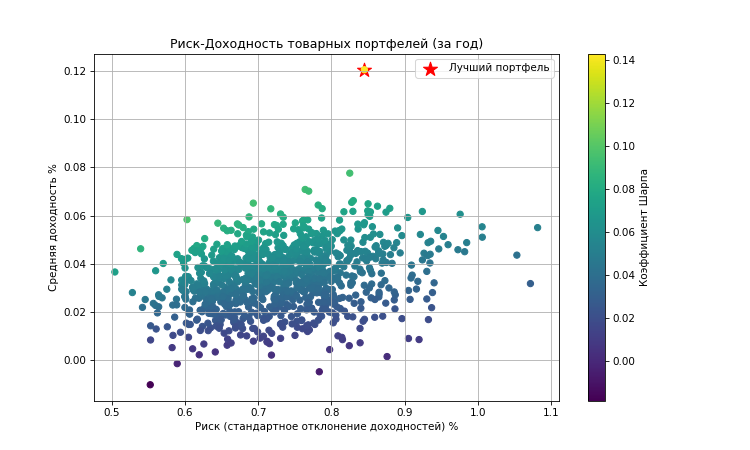 Риск-Доходность товарных портфелей (за год)
Лучший портфель
Средняя доходность %
0.12
0.10
0.08
0.06
0.04
0.02
0.00
0.5 0.6 0.7 0.8 0.9 1.0 1.1
Риск (стандартное отклонение доходностей) %
0.14
0.12
0.10
0.08
0.06
0.04
0.02
0.00
Коэффициент Шарпа